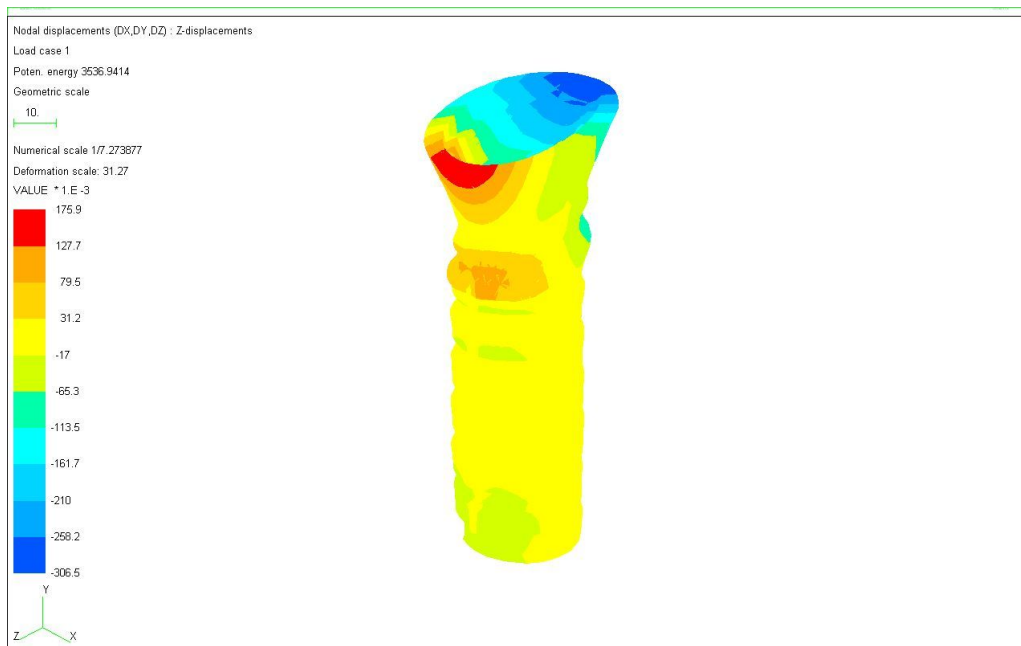 Nodal displacements (DX,DY,DZ) : Z-displacements
Load case 1
Poten. energy 3536.9414
Geometric scale
10.
Numerical scale 1/7.273877
Deformation scale: 31.27
VALUE * 1.E -3
175.9
127.7
79.5
31.2
-17
-65.3
-113.5
-161.7
-210
-258.2
-306.5
Y
Z
X